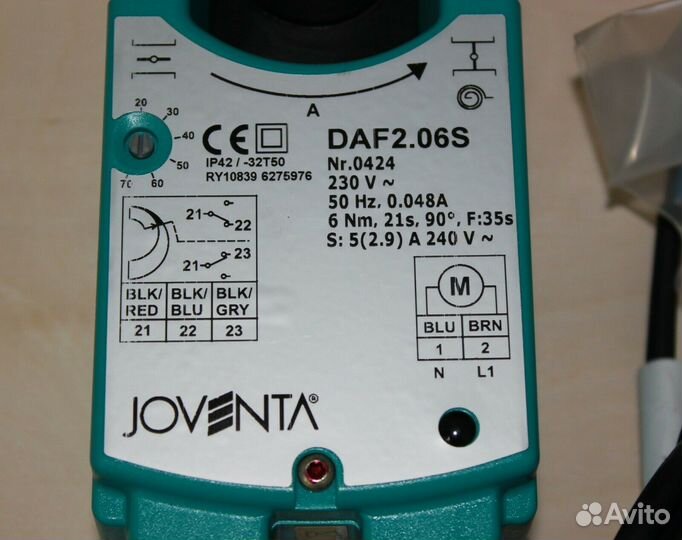 A
20
30
40
50
60
70
CE
IP42 / -32T50
RY10839 6275976
DAF2.06S
Nr.0424
230 V ~
50 Hz, 0.048A
6 Nm, 21s, 90°, F:35s
S: 5(2.9) A 240 V ~
21
22
23
21
BLK/ BLK/ BLK/
RED BLU GRY
21 22 23
M
BLU BRN
1 2
N L1
JOVENTA®
Avito